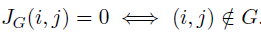 J_G(i, j) = 0 ⟺ (i, j) ∉ G.